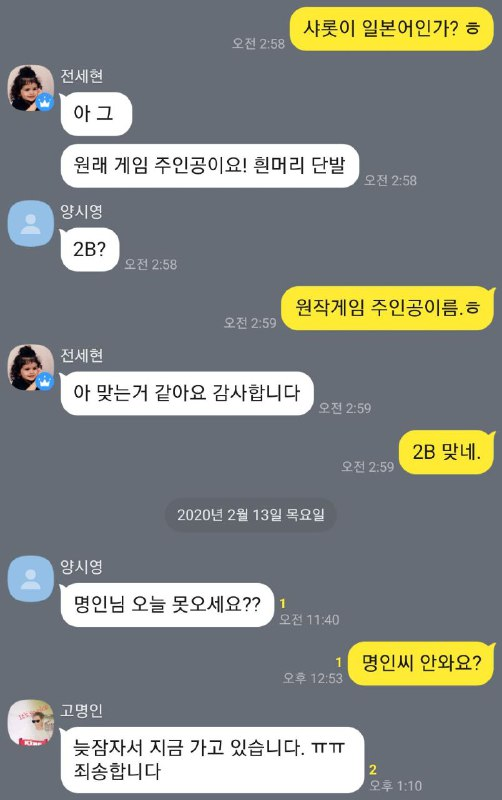 샤롯이 일본어인가? ㅎ
오전 2:58
전세현
아 그
원래 게임 주인공이요! 흰머리 단발
오전 2:58
양시영
2B?
오전 2:58
원작게임 주인공이름.ㅎ
오전 2:59
전세현
아 맞는거 같아요 감사합니다
오전 2:59
2B 맞네.
오전 2:59
2020년 2월 13일 목요일
양시영
명인님 오늘 못오세요??
1
오전 11:40
명인씨 안와요?
1
오후 12:53
고명인
늦잠자서 지금 가고 있습니다. ㅠㅠ
죄송합니다
2
오후 1:10